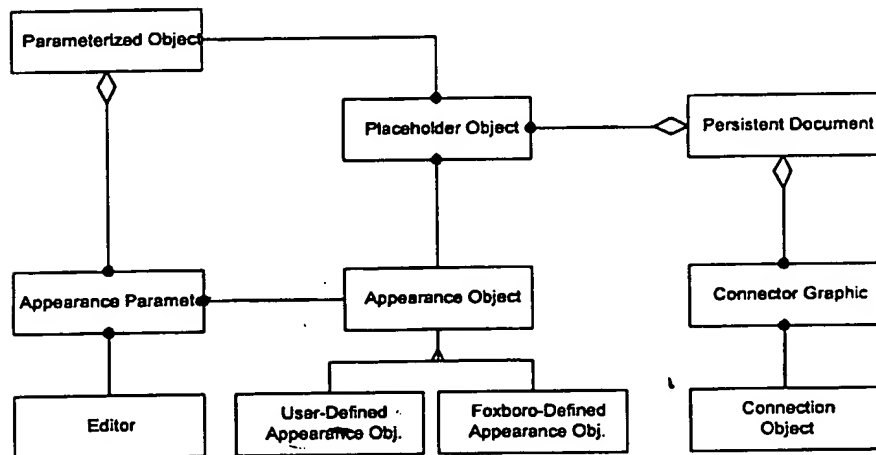 Parameterized Object
Placeholder Object
Persistent Document
Appearance Paramet
Appearance Object
Connector Graphic
Editor
User-Defined
Appearance Obj.
Foxboro-Defined
Appearance Obj.
Connection
Object